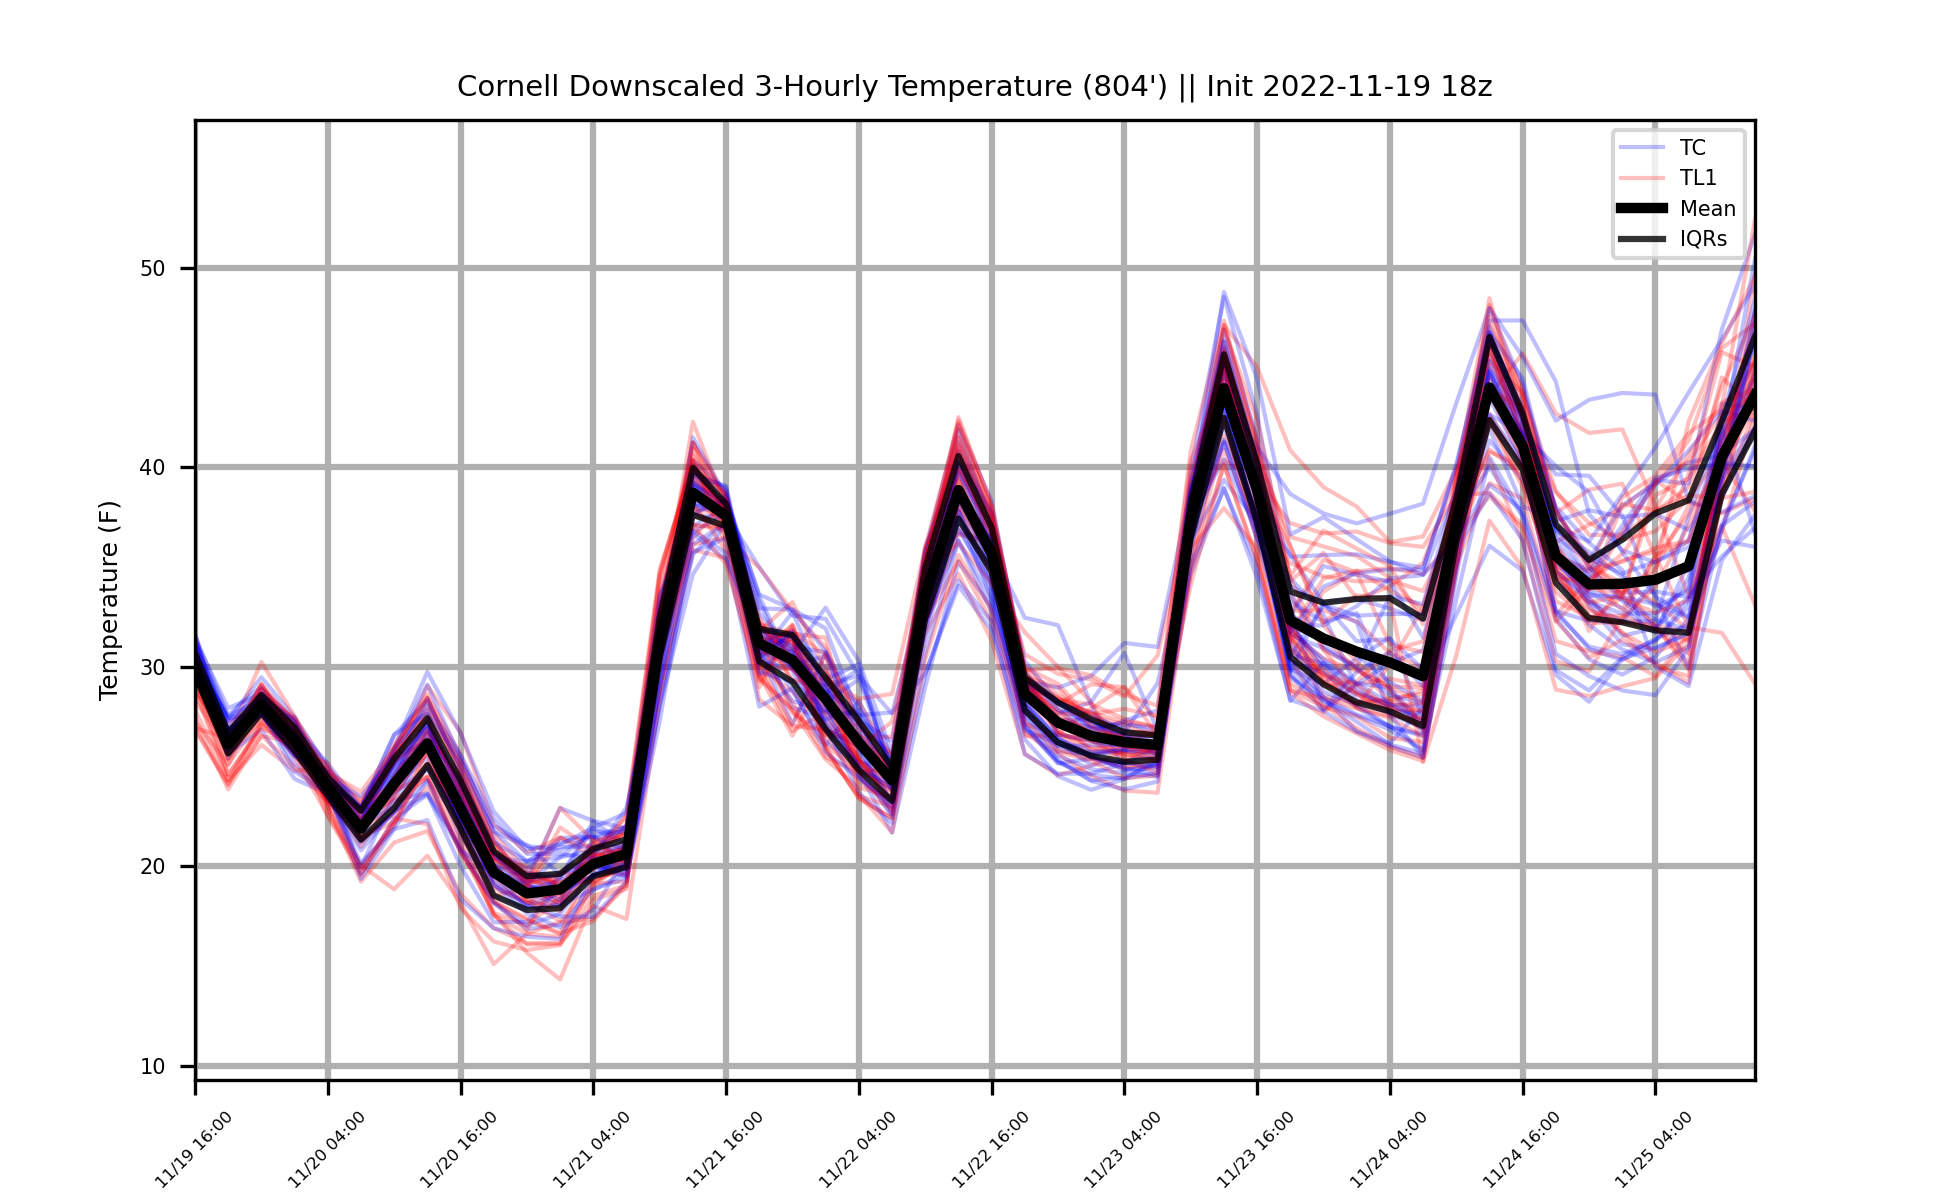 Cornell Downscaled 3-Hourly Temperature (804') || Init 2022-11-19 18z
TC
TL1
Mean
IQRs
Temperature (F)
50
40
30
20
10
11/19 16:00
11/20 04:00
11/20 16:00
11/21 04:00
11/21 16:00
11/22 04:00
11/22 16:00
11/23 04:00
11/23 16:00
11/24 04:00
11/24 16:00
11/25 04:00